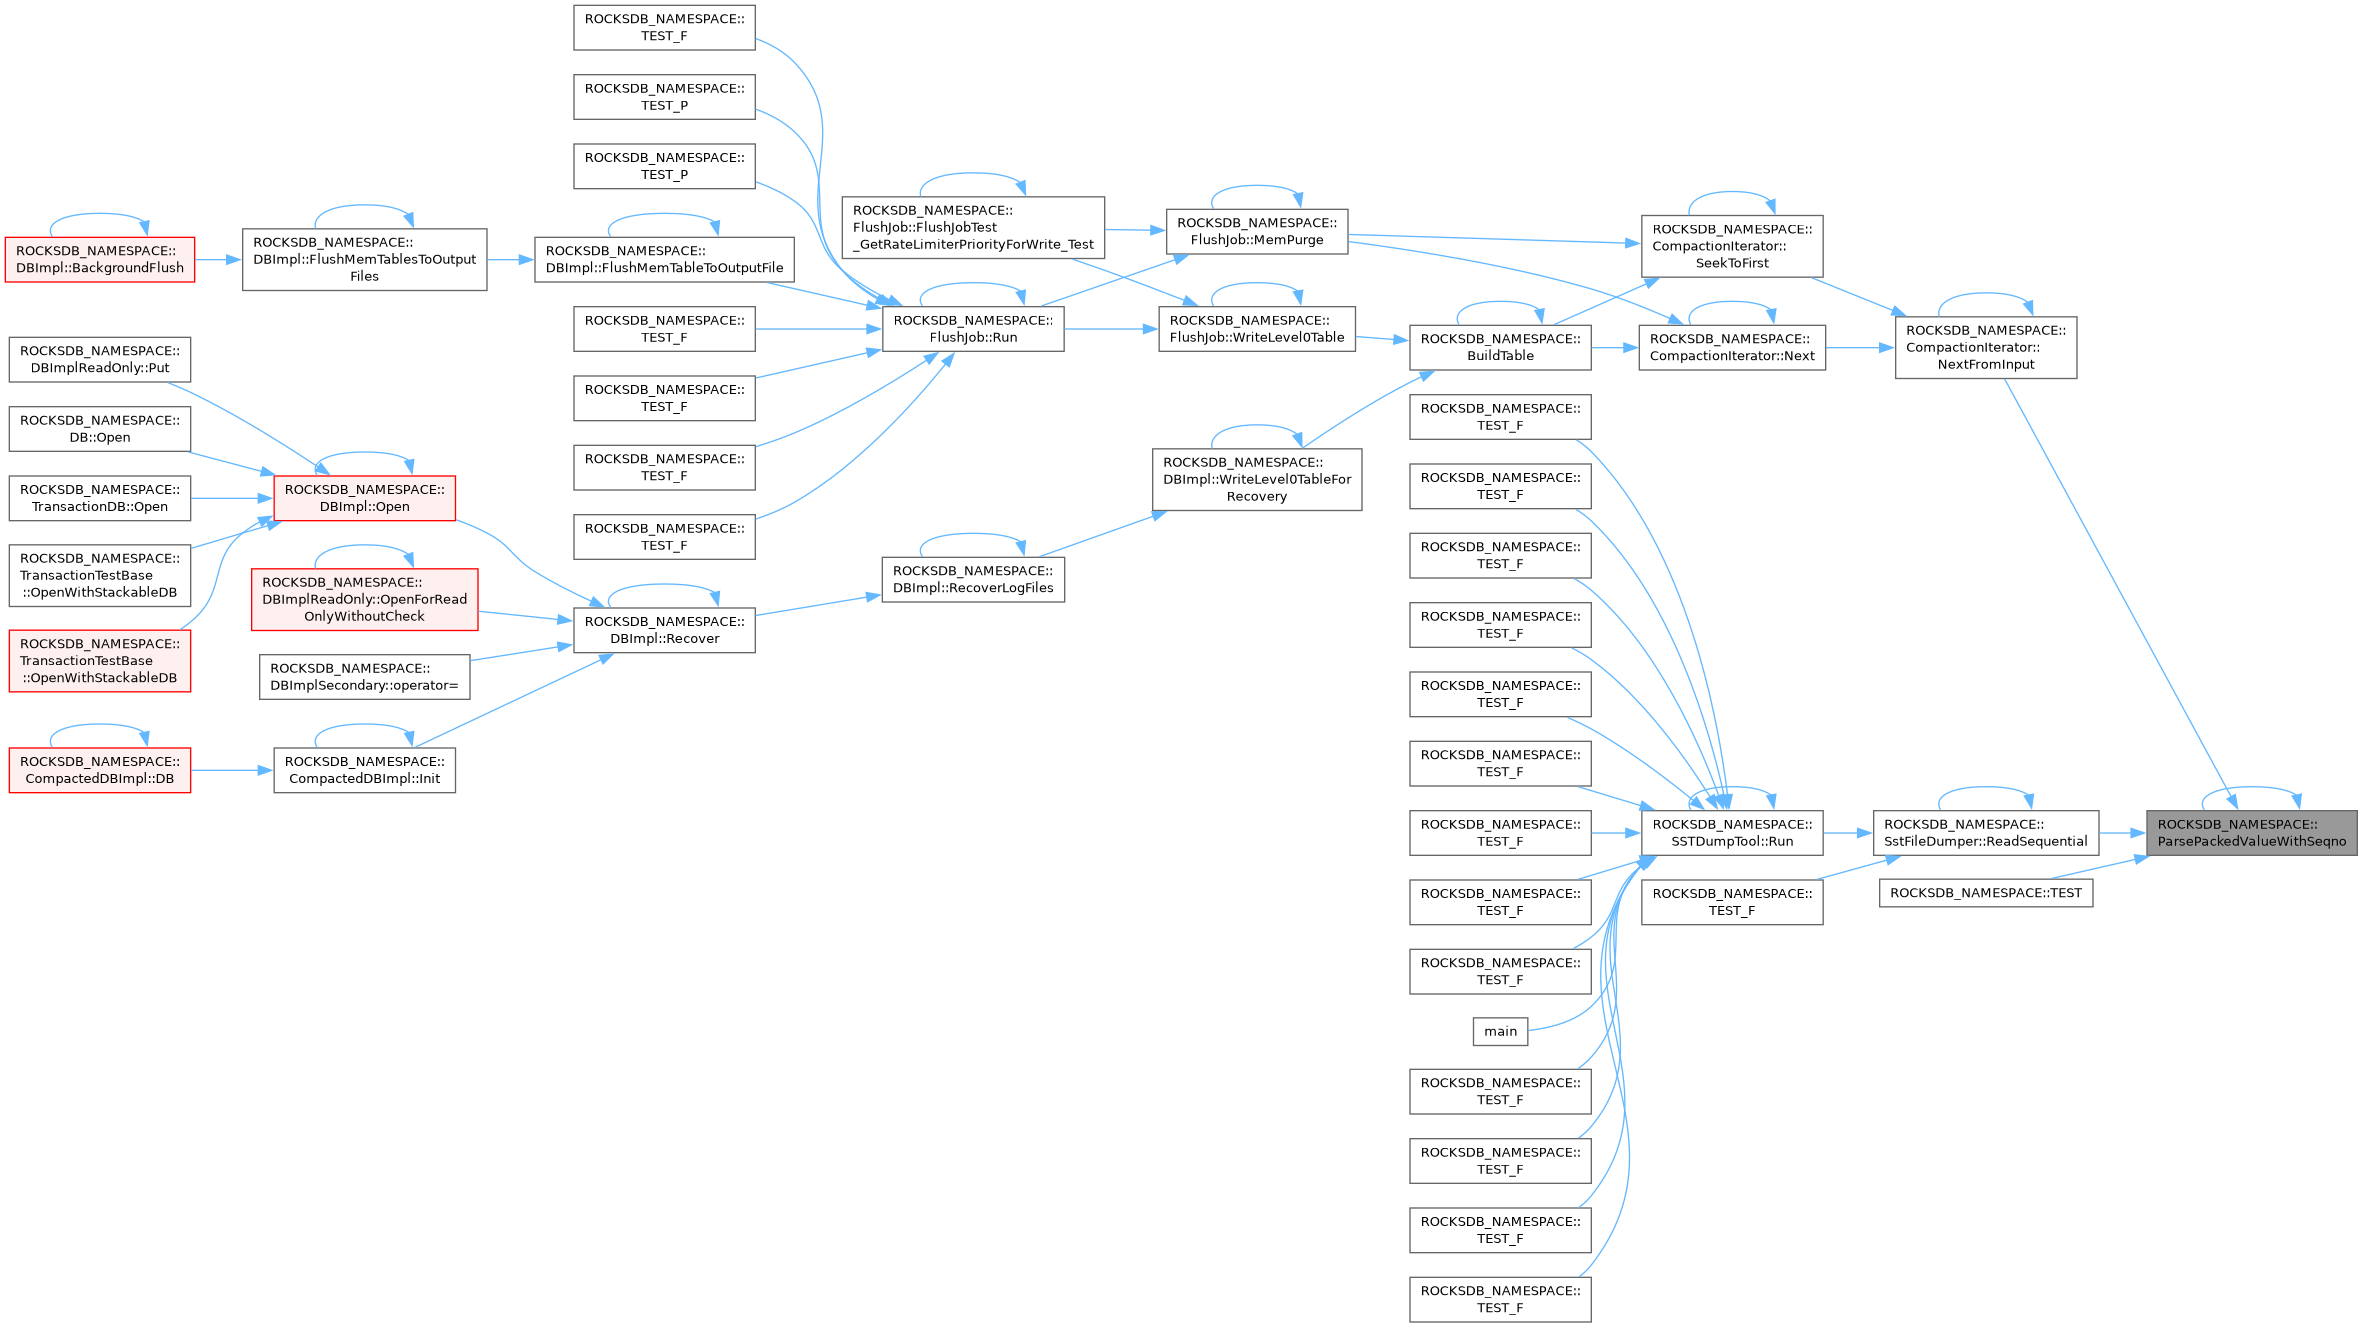 ROCKSDB_NAMESPACE::
TEST_F
ROCKSDB_NAMESPACE::
TEST_P
ROCKSDB_NAMESPACE::
TEST_P
ROCKSDB_NAMESPACE::
DBImpl::BackgroundFlush
ROCKSDB_NAMESPACE::
DBImpl::FlushMemTablesToOutput
Files
ROCKSDB_NAMESPACE::
DBImpl::FlushMemTableToOutputFile
ROCKSDB_NAMESPACE::
FlushJob::FlushJobTest
_GetRateLimiterPriorityForWrite_Test
ROCKSDB_NAMESPACE::
FlushJob::MemPurge
ROCKSDB_NAMESPACE::
CompactionIterator::
SeekToFirst
ROCKSDB_NAMESPACE::
TEST_F
ROCKSDB_NAMESPACE::
FlushJob::Run
ROCKSDB_NAMESPACE::
FlushJob::WriteLevel0Table
ROCKSDB_NAMESPACE::
BuildTable
ROCKSDB_NAMESPACE::
CompactionIterator::Next
ROCKSDB_NAMESPACE::
CompactionIterator::
NextFromInput
ROCKSDB_NAMESPACE::
DBImplReadOnly::Put
ROCKSDB_NAMESPACE::
TEST_F
ROCKSDB_NAMESPACE::
DB::Open
ROCKSDB_NAMESPACE::
TEST_F
ROCKSDB_NAMESPACE::
TEST_F
ROCKSDB_NAMESPACE::
TransactionDB::Open
ROCKSDB_NAMESPACE::
DBImpl::Open
ROCKSDB_NAMESPACE::
DBImpl::WriteLevel0TableFor
Recovery
ROCKSDB_NAMESPACE::
TEST_F
ROCKSDB_NAMESPACE::
TEST_F
ROCKSDB_NAMESPACE::
TransactionTestBase
::OpenWithStackableDB
ROCKSDB_NAMESPACE::
DBImplReadOnly::OpenForRead
OnlyWithoutCheck
ROCKSDB_NAMESPACE::
DBImpl::RecoverLogFiles
ROCKSDB_NAMESPACE::
TEST_F
ROCKSDB_NAMESPACE::
TransactionTestBase
::OpenWithStackableDB
ROCKSDB_NAMESPACE::
DBImplSecondary::operator=
ROCKSDB_NAMESPACE::
DBImpl::Recover
ROCKSDB_NAMESPACE::
TEST_F
ROCKSDB_NAMESPACE::
TEST_F
ROCKSDB_NAMESPACE::
CompactedDBImpl::DB
ROCKSDB_NAMESPACE::
CompactedDBImpl::Init
ROCKSDB_NAMESPACE::
TEST_F
ROCKSDB_NAMESPACE::
TEST_F
ROCKSDB_NAMESPACE::
SSTDumpTool::Run
ROCKSDB_NAMESPACE::
SstFileDumper::ReadSequential
ROCKSDB_NAMESPACE::
ParsePackedValueWithSeqno
ROCKSDB_NAMESPACE::
TEST_F
ROCKSDB_NAMESPACE::
TEST_F
ROCKSDB_NAMESPACE::TEST
ROCKSDB_NAMESPACE::
TEST_F
main
ROCKSDB_NAMESPACE::
TEST_F
ROCKSDB_NAMESPACE::
TEST_F
ROCKSDB_NAMESPACE::
TEST_F
ROCKSDB_NAMESPACE::
TEST_F